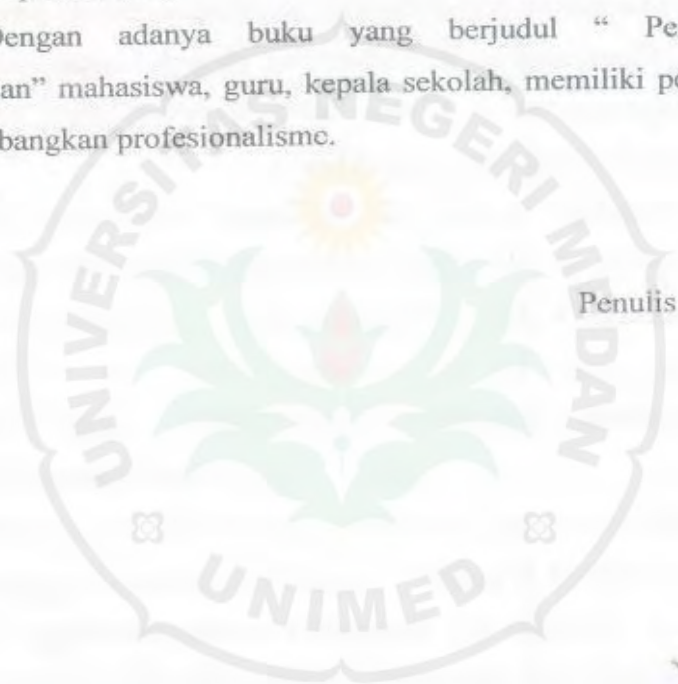 Dengan adanya buku yang berjudul “ Pe
an” mahasiswa, guru, kepala sekolah, memiliki pe
bangkan profesionalisme.
Penulis
UNIVERSITAS NEGERI MEDAN
UNIMED